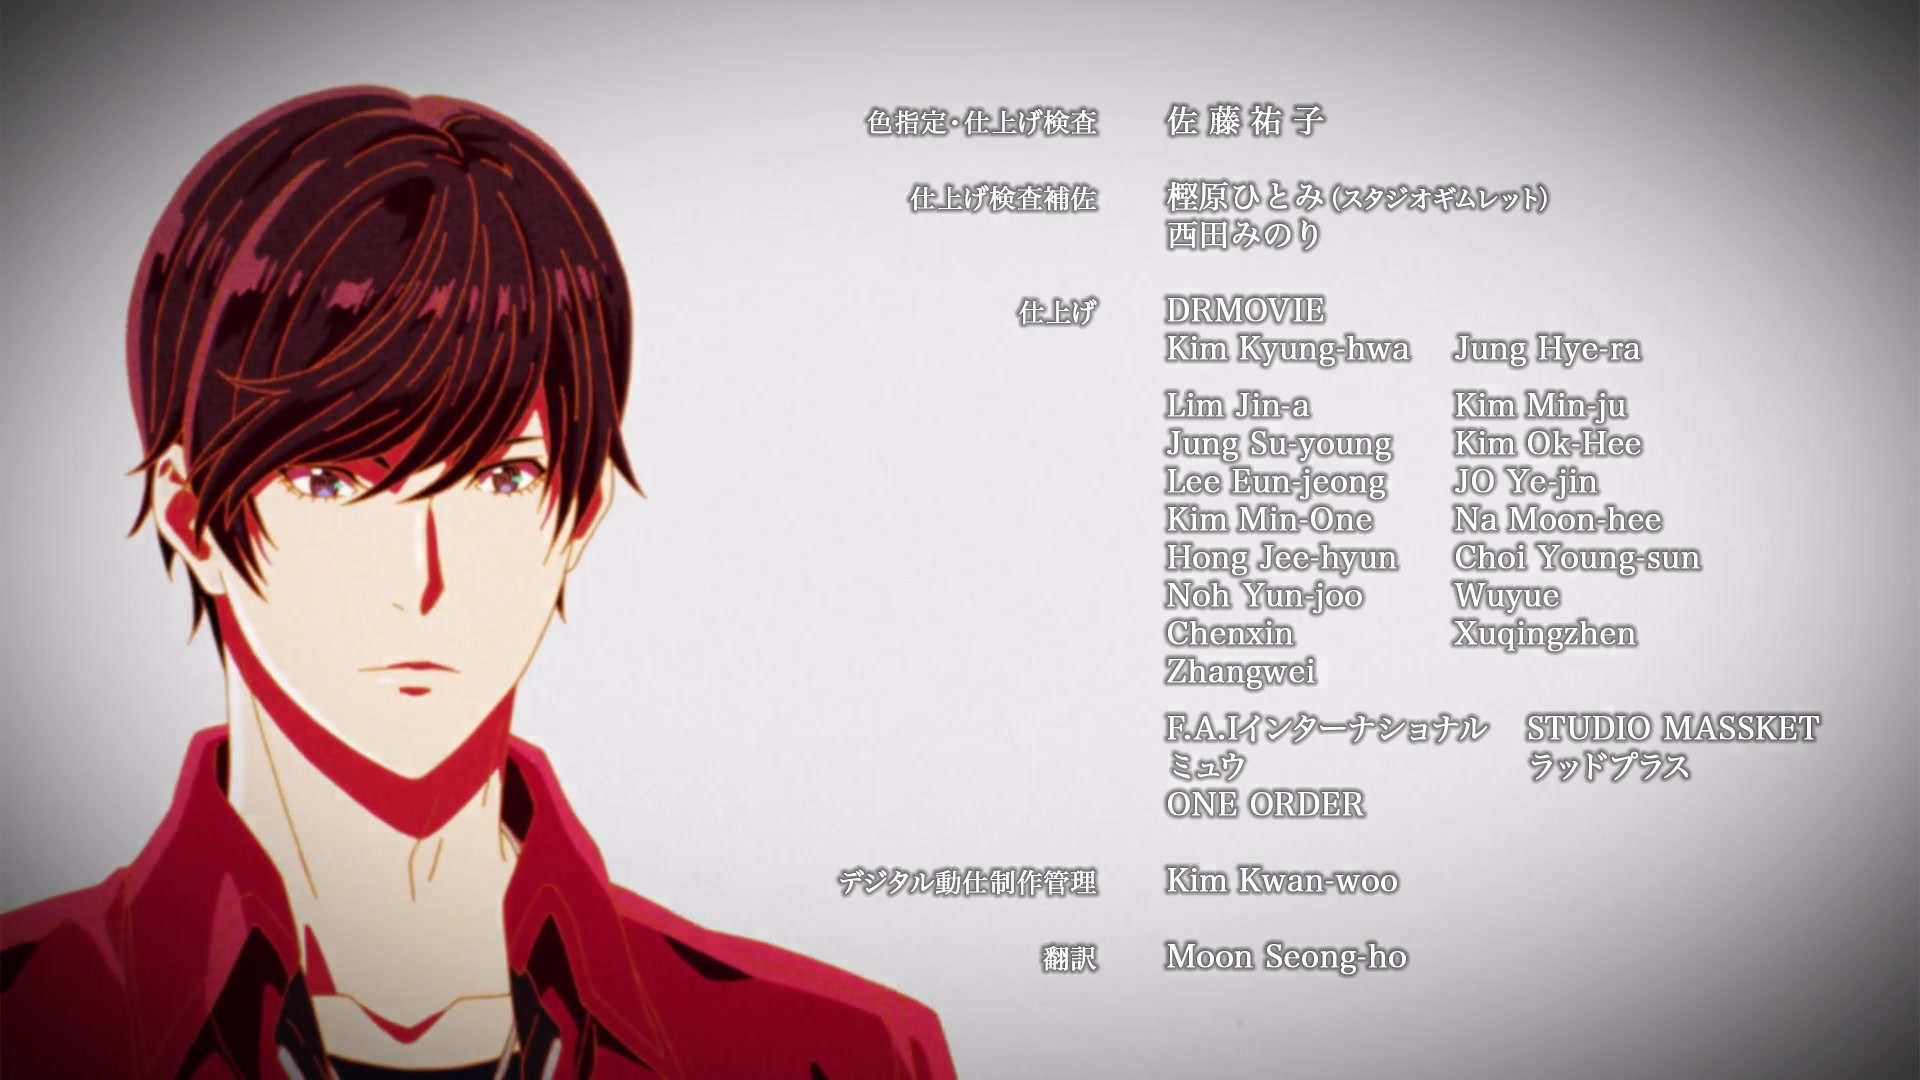 色指定・仕上げ検査 佐藤祐子
仕上げ検査補佐 樫原ひとみ(スタジオギムレット)
西田みのり
仕上げ DRMOVIE
Kim Kyung-hwa Jung Hye-ra
Lim Jin-a Kim Min-ju
Jung Su-young Kim Ok-Hee
Lee Eun-jeong JO Ye-jin
Kim Min-One Na Moon-hee
Hong Jee-hyun Choi Young-sun
Noh Yun-joo Wuyue
Chenxin Xuqingzhen
Zhangwei
F.A.Iインターナショナル STUDIO MASSKET
ミュウ ラッドプラス
ONE ORDER
デジタル動仕制作管理 Kim Kwan-woo
翻訳 Moon Seong-ho